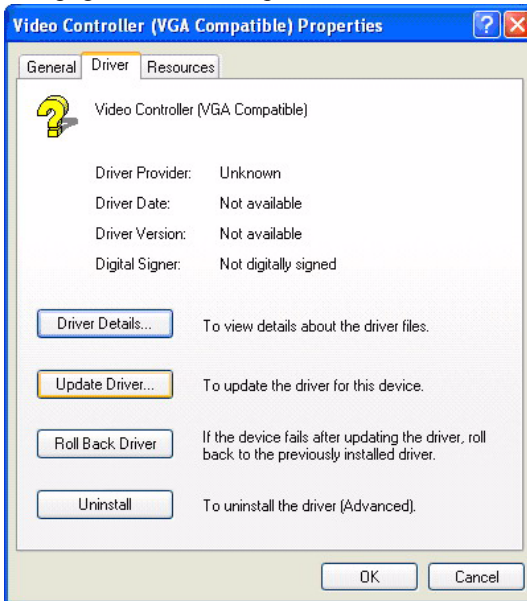 Video Controller (VGA Compatible) Properties
General Driver Resources
Video Controller (VGA Compatible)
Driver Provider: Unknown
Driver Date: Not available
Driver Version: Not available
Digital Signer: Not digitally signed
Driver Details... To view details about the driver files.
Update Driver... To update the driver for this device.
Roll Back Driver If the device fails after updating the driver, roll
back to the previously installed driver.
Uninstall To uninstall the driver (Advanced).
OK Cancel